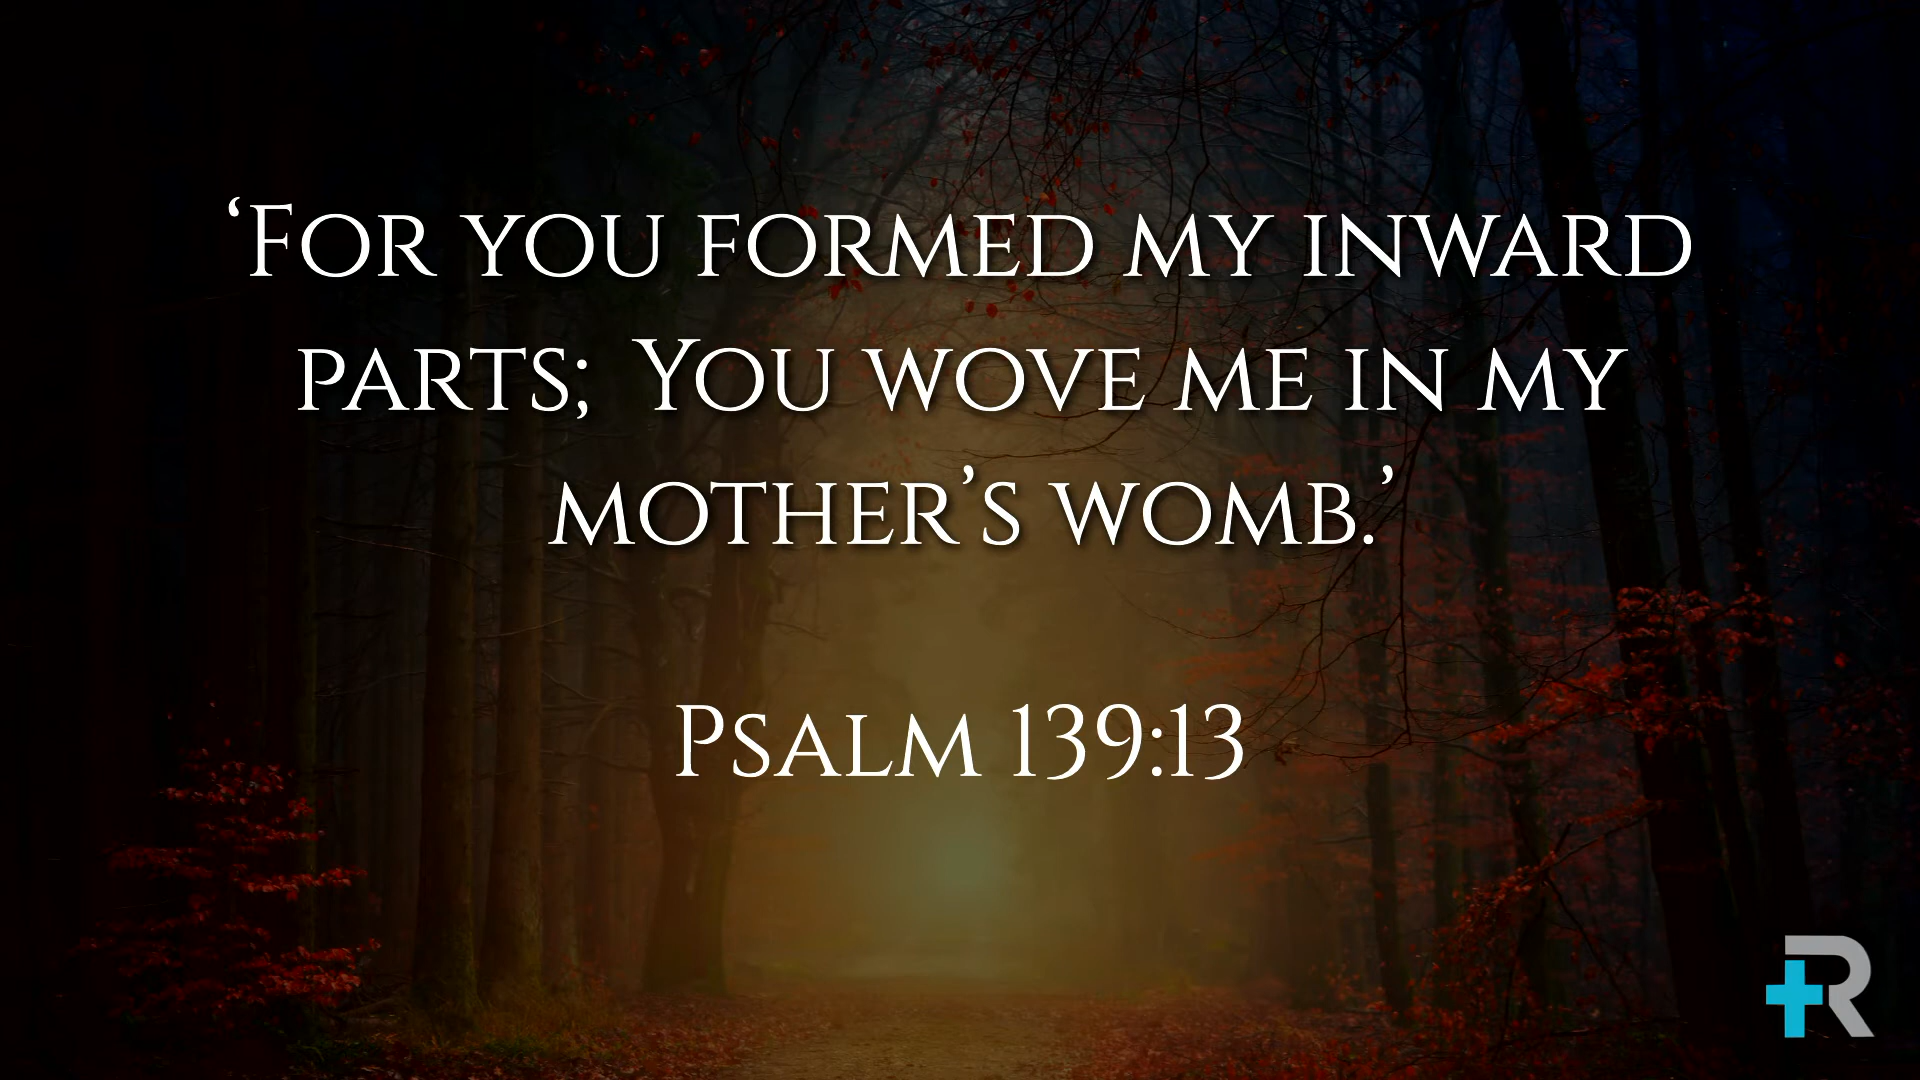 ‘For you formed my inward
parts; You wove me in my
mother’s womb.’
Psalm 139:13
R